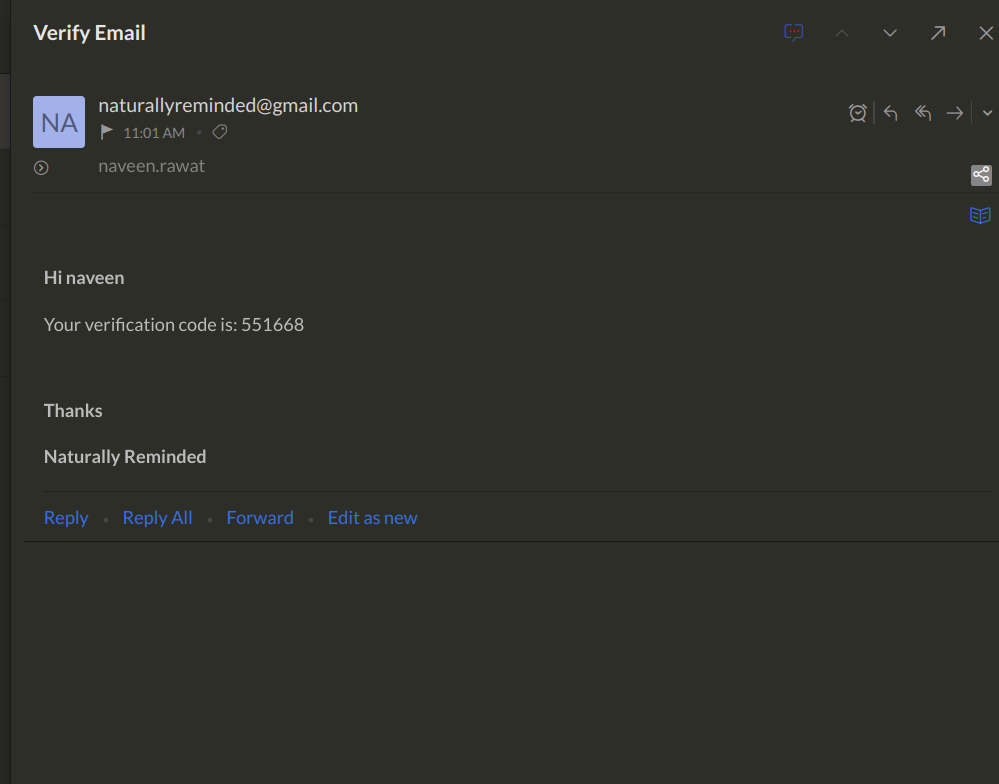 Verify Email
NA
naturallyreminded@gmail.com
11:01 AM
naveen.rawat
Hi naveen
Your verification code is: 551668
Thanks
Naturally Reminded
Reply • Reply All • Forward • Edit as new